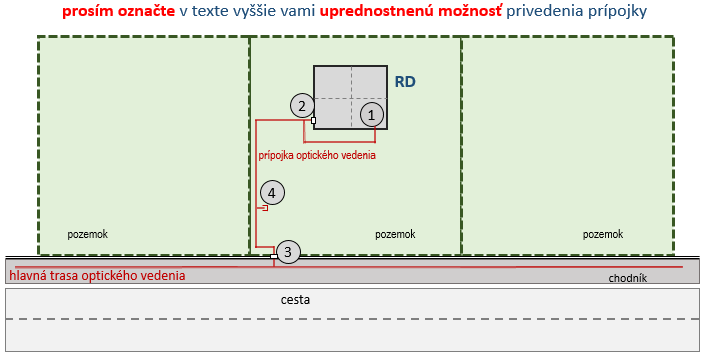 prosím označte v texte vyššie vami uprednostnenú možnosť privedenia prípojky
RD
2
1
prípojka optického vedenia
4
pozemok
pozemok
pozemok
3
hlavná trasa optického vedenia
chodník
cesta